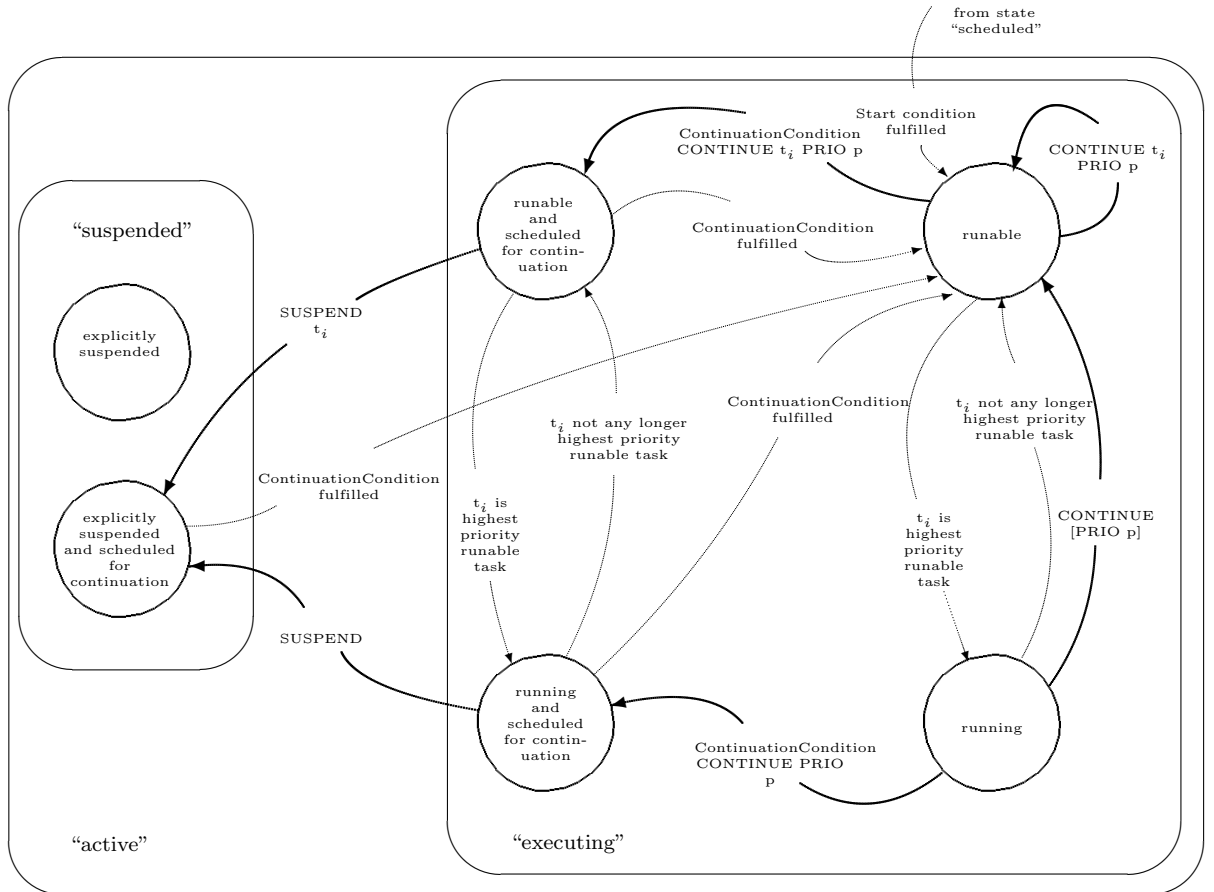 from state
“scheduled”
Start condition
fulfilled
ContinuationCondition
CONTINUE t_i PRIO p
CONTINUE t_i
PRIO p
“suspended”
runable
and
scheduled
for contin-
uation
ContinuationCondition
fulfilled
runable
SUSPEND
t_i
explicitly
suspended
ContinuationCondition
fulfilled
t_i not any longer
highest priority
runable task
t_i not any longer
highest priority
runable task
ContinuationCondition
fulfilled
t_i is
highest
priority
runable
task
t_i is
highest
priority
runable
task
CONTINUE
[PRIO p]
explicitly
suspended
and scheduled
for
continuation
SUSPEND
running
and
scheduled
for contin-
uation
running
ContinuationCondition
CONTINUE PRIO
p
“active”
“executing”